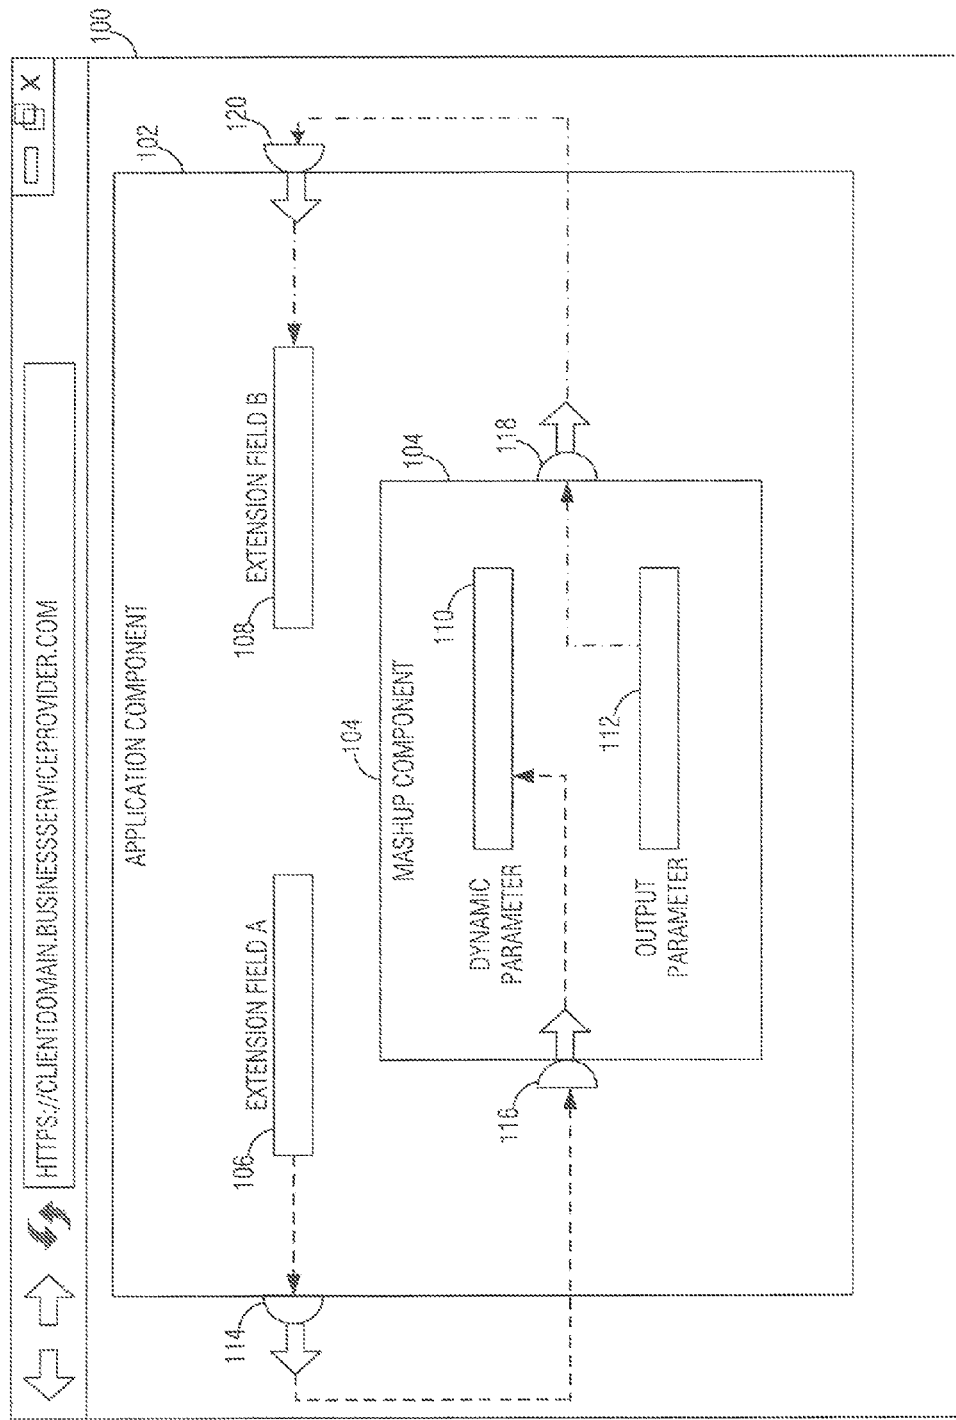 100
X
HTTPS://CLIENTDOMAIN.BUSINESSSERVICEPROVIDER.COM
102
APPLICATION COMPONENT
114
106
EXTENSION FIELD A
108
EXTENSION FIELD B
120
104
104
MASHUP COMPONENT
116
DYNAMIC
PARAMETER
110
118
OUTPUT
PARAMETER
112